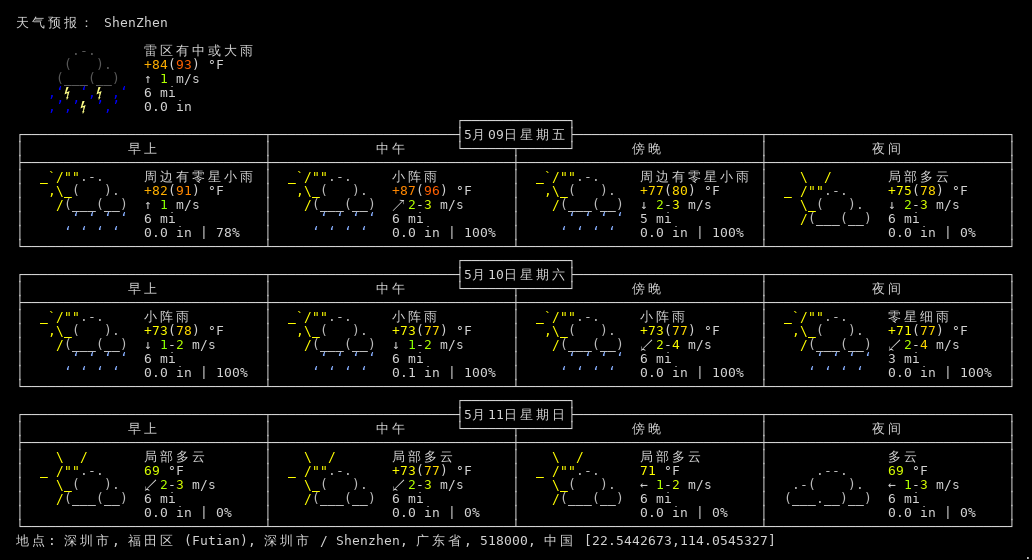 天气预报： ShenZhen
雷区有中或大雨
+84(93) °F
↑ 1 m/s
6 mi
0.0 in
5月09日星期五
早上 中午 傍晚 夜间
周边有零星小雨 小阵雨 周边有零星小雨 局部多云
+82(91) °F +87(96) °F +77(80) °F +75(78) °F
↑ 1 m/s ↗ 2-3 m/s ↓ 2-3 m/s ↓ 2-3 m/s
6 mi 6 mi 5 mi 6 mi
0.0 in | 78% 0.0 in | 100% 0.0 in | 100% 0.0 in | 0%
5月10日星期六
早上 中午 傍晚 夜间
小阵雨 小阵雨 小阵雨 零星细雨
+73(78) °F +73(77) °F +73(77) °F +71(77) °F
↓ 1-2 m/s ↓ 1-2 m/s ↙ 2-4 m/s ↙ 2-4 m/s
6 mi 6 mi 6 mi 3 mi
0.0 in | 100% 0.1 in | 100% 0.0 in | 100% 0.0 in | 100%
5月11日星期日
早上 中午 傍晚 夜间
局部多云 局部多云 局部多云 多云
69 °F +73(77) °F 71 °F 69 °F
↙ 2-3 m/s ↙ 2-3 m/s ← 1-2 m/s ← 1-3 m/s
6 mi 6 mi 6 mi 6 mi
0.0 in | 0% 0.0 in | 0% 0.0 in | 0% 0.0 in | 0%
地点: 深圳市, 福田区 (Futian), 深圳市 / Shenzhen, 广东省, 518000, 中国 [22.5442673,114.0545327]